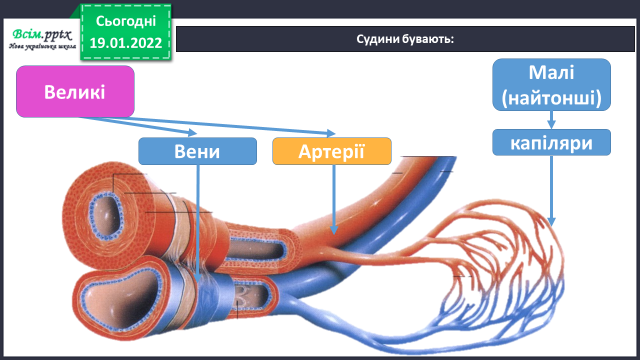 Всім.pptx
Нова українська школа
Сьогодні
19.01.2022
Судини бувають:
Великі
Малі
(найтонші)
Вени
Артерії
капіляри